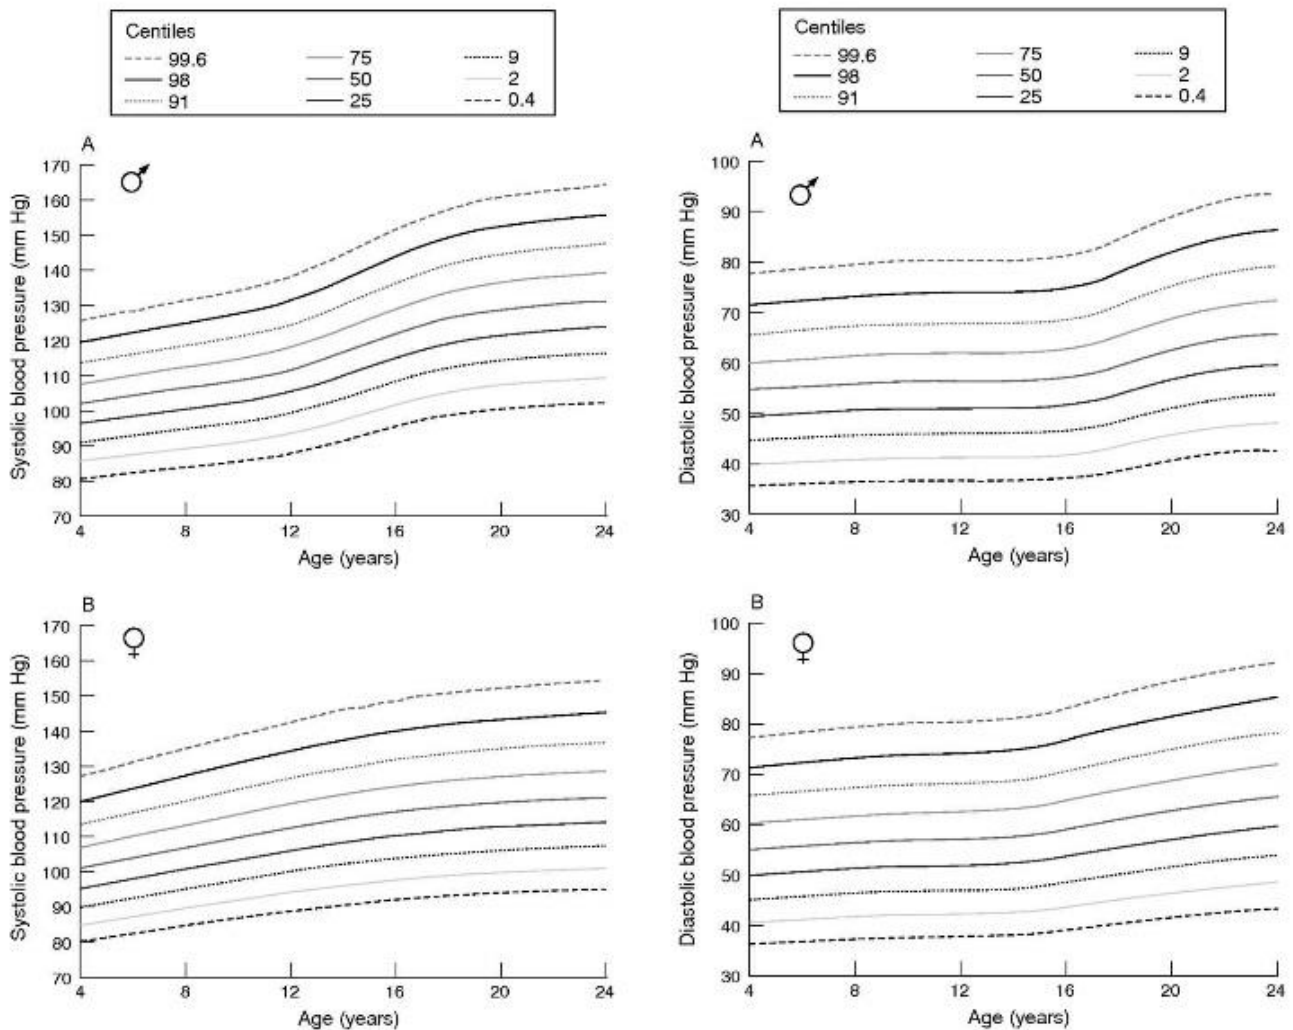 Centiles
99.6 75 9
98 50 2
91 25 0.4
A
Systolic blood pressure (mm Hg)
170
160
150
140
130
120
110
100
90
80
70
4 8 12 16 20 24
Age (years)
Centiles
99.6 75 9
98 50 2
91 25 0.4
A
Diastolic blood pressure (mm Hg)
100
90
80
70
60
50
40
30
4 8 12 16 20 24
Age (years)
B
Systolic blood pressure (mm Hg)
170
160
150
140
130
120
110
100
90
80
70
4 8 12 16 20 24
Age (years)
B
Diastolic blood pressure (mm Hg)
100
90
80
70
60
50
40
30
4 8 12 16 20 24
Age (years)